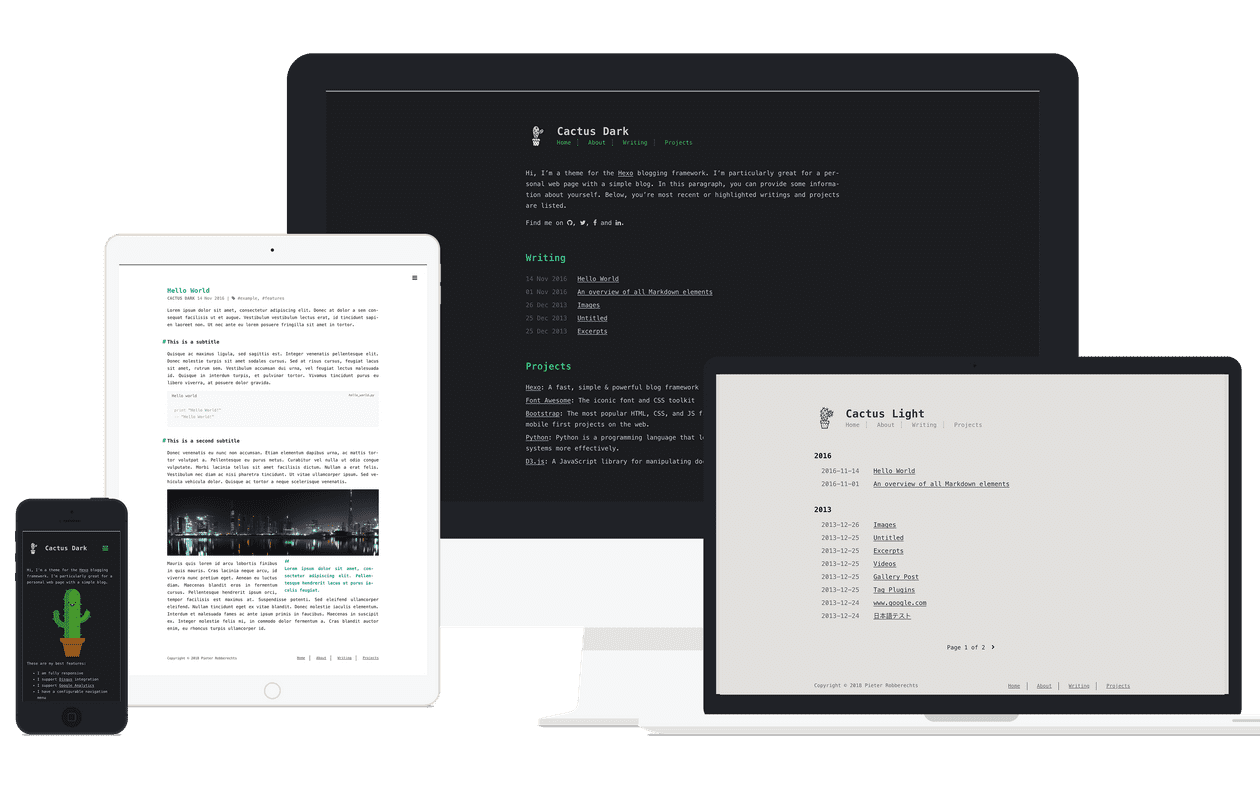 Cactus Dark
Home | About | Writing | Projects
Hi, I'm a theme for the Hexo blogging framework. I'm particularly great for a per-
sonal web page with a simple blog. In this paragraph, you can provide some informa-
tion about yourself. Below, you're most recent or highlighted writings and projects
are listed.
Find me on , , and .
Writing
14 Nov 2016 Hello World
01 Nov 2016 An overview of all Markdown elements
26 Dec 2013 Images
25 Dec 2013 Untitled
25 Dec 2013 Excerpts
Projects
Hexo: A fast, simple & powerful blog framework
Font Awesome: The iconic font and CSS toolkit
Bootstrap: The most popular HTML, CSS, and JS f
mobile first projects on the web.
Python: Python is a programming language that l
systems more effectively.
D3.js: A JavaScript library for manipulating do
Hello World
CACTUS DARK 14 Nov 2016 | #example, #features
Lorem ipsum dolor sit amet, consectetur adipiscing elit. Donec at dolor a sem con-
sequat facilisis ut et augue. Vestibulum vestibulum lectus erat, id tincidunt sapi-
en laoreet non. Ut nec ante eu lorem posuere fringilla sit amet in tortor.
# This is a subtitle
Quisque ac maximus ligula, sed sagittis est. Integer venenatis pellentesque elit.
Donec molestie turpis sit amet sodales cursus. Sed at risus cursus, feugiat lacus
sit amet, rutrum sem. Vestibulum accumsan dui urna, vel feugiat lectus malesuada
id. Quisque in interdum turpis, et pulvinar tortor. Vivamus tincidunt purus eu
libero viverra, at posuere dolor gravida.
Hello world hello_world.py
print "Hello World!"
"Hello World!"
# This is a second subtitle
Donec venenatis eu nunc non accumsan. Etiam elementum dapibus urna, ac mattis tor-
tor volutpat a. Pellentesque eu purus metus. Curabitur vel nulla ut odio congue
vulputate. Morbi lacinia tellus sit amet facilisis dictum. Nullam a erat felis.
Vestibulum nec diam ac nisi pharetra tincidunt. Ut vitae ullamcorper ipsum. Sed ve-
hicula vehicula dolor. Quisque ac tortor a neque scelerisque venenatis.
Mauris quis lorem id arcu lobortis finibus
in quis mauris. Cras lacinia neque arcu, id
viverra nunc pretium eget. Aenean eu luctus
diam. Maecenas blandit eros in fermentum
cursus. Pellentesque hendrerit ipsum orci,
Lorem ipsum dolor sit amet, con-
sectetur adipiscing elit. Pellen-
tesque hendrerit lacus ut purus ia-
culis feugiat.
tempor facilisis est maximus at. Suspendisse potenti. Sed eleifend ullamcorper
eleifend. Nullam tincidunt eget ex vitae blandit. Donec molestie iaculis elementum.
Interdum et malesuada fames ac ante ipsum primis in faucibus. Maecenas in suscipit
ex. Integer molestie felis mi, in commodo dolor fermentum a. Cras blandit auctor
enim, eu rhoncus turpis ullamcorper id.
Copyright © 2018 Pieter Robberechts Home | About | Writing | Projects
Cactus Dark
Hi, I'm a theme for the Hexo blogging
framework. I'm particularly great for a
personal web page with a simple blog.
These are my best features:
• I am fully responsive
• I support Disqus integration
• I support Google Analytics
• I have a configurable navigation
menu
Cactus Light
Home | About | Writing | Projects
2016
2016-11-14 Hello World
2016-11-01 An overview of all Markdown elements
2013
2013-12-26 Images
2013-12-25 Untitled
2013-12-25 Excerpts
2013-12-25 Videos
2013-12-25 Gallery Post
2013-12-25 Tag Plugins
2013-12-24 www.google.com
2013-12-24 日本語テスト
Page 1 of 2 >
Copyright © 2018 Pieter Robberechts Home | About | Writing | Projects